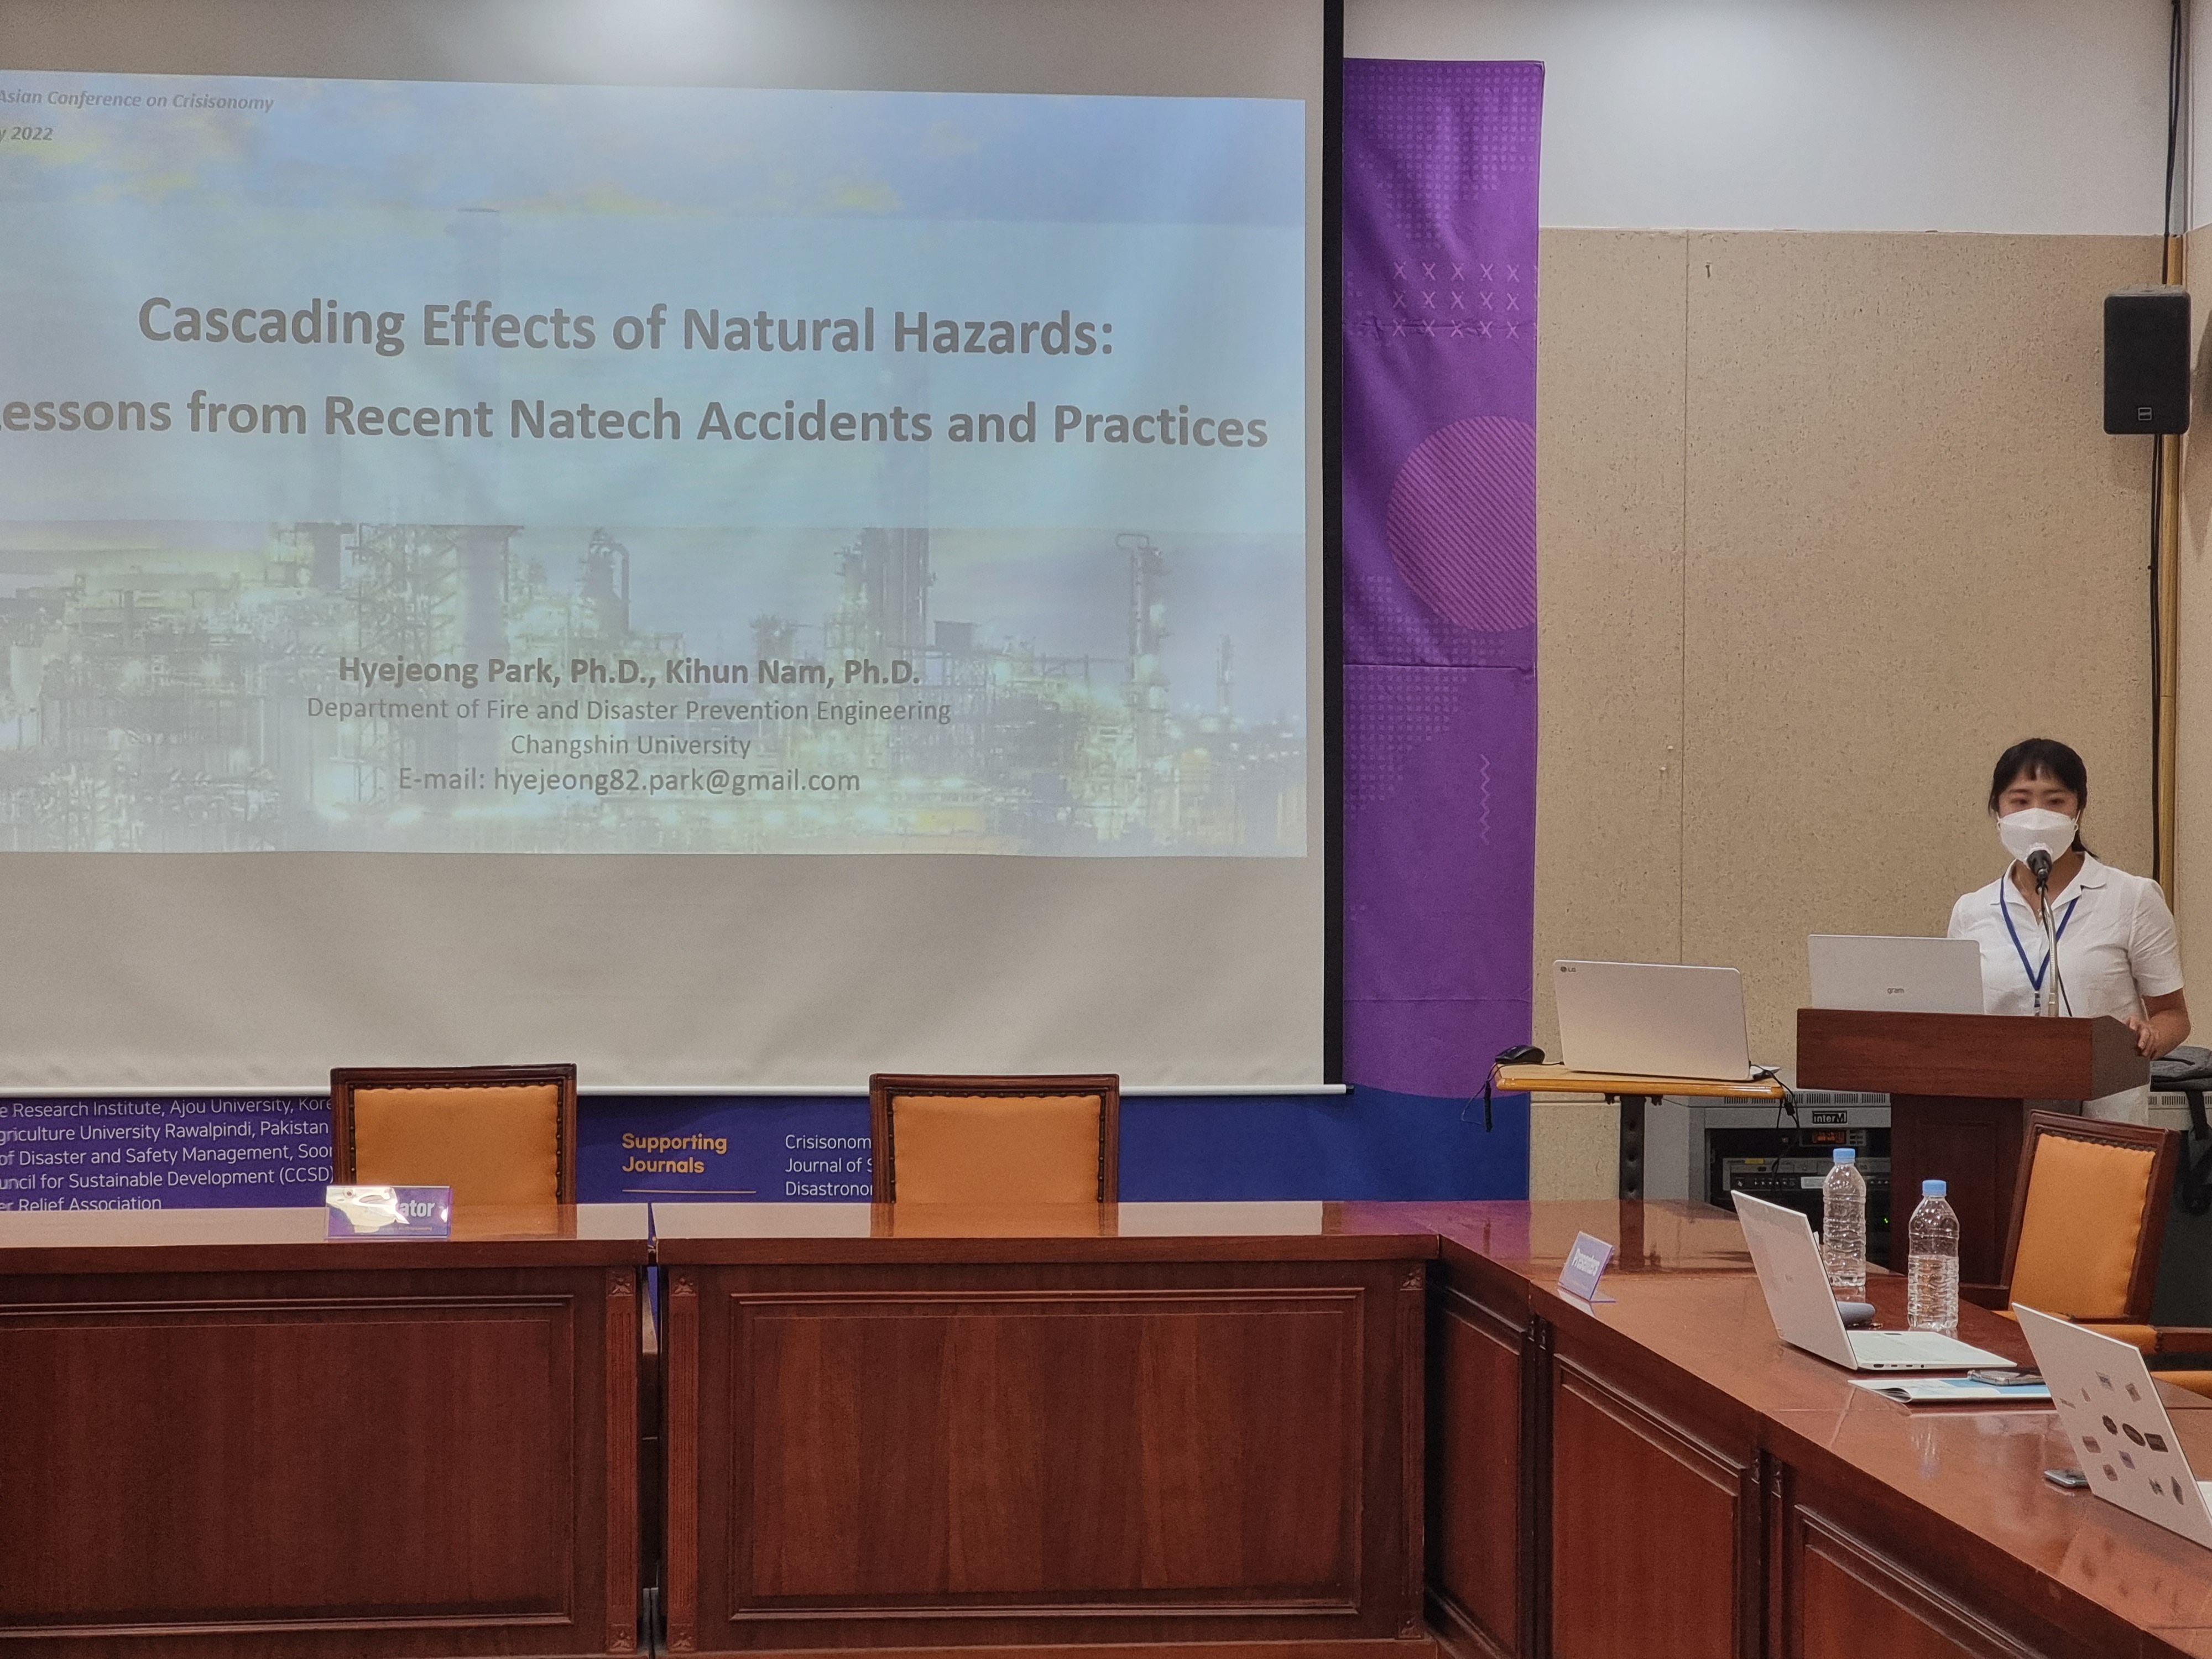 Asian Conference on Crisisonomy
2022
Cascading Effects of Natural Hazards:
essons from Recent Natech Accidents and Practices
Hyejeong Park, Ph.D., Kihun Nam, Ph.D.
Department of Fire and Disaster Prevention Engineering
Changshin University
E-mail: hyejeong82.park@gmail.com
LG
gram
InterM
e Research Institute, Ajou University, Kore
griculture University Rawalpindi, Pakistan
of Disaster and Safety Management, Soo
uncil for Sustainable Development (CCSD)
er Relief Association
Supporting
Journals
Crisisonom
Journal of S
Disastrono
ator